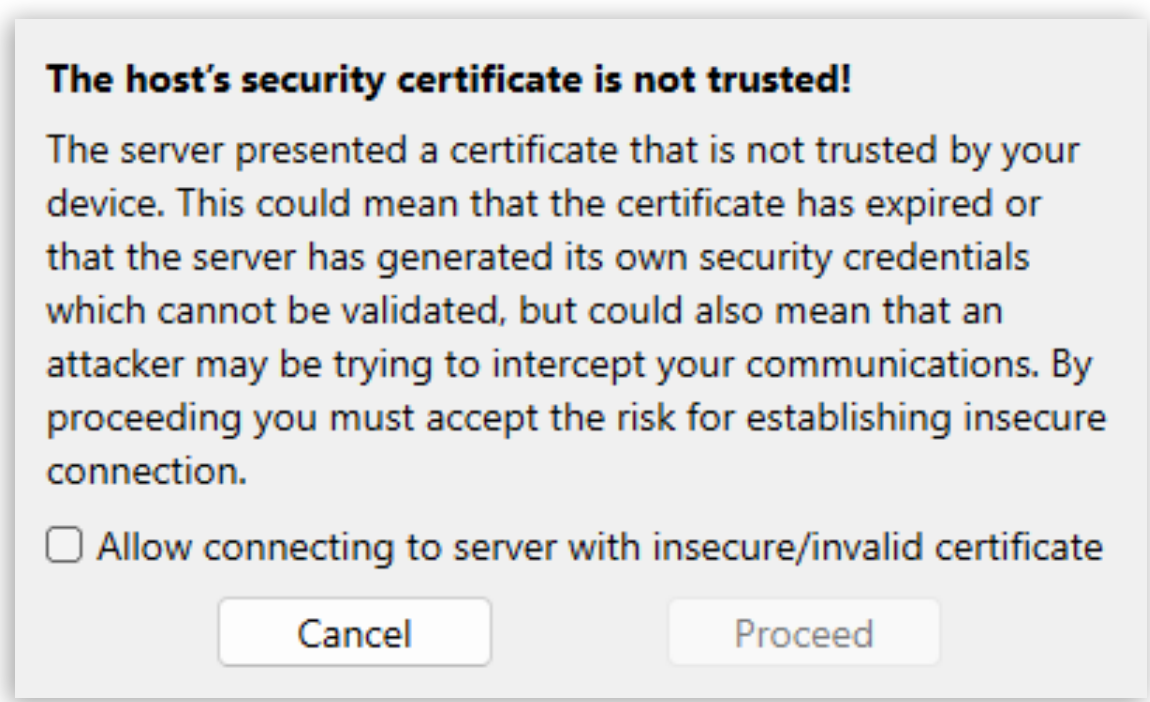 The host’s security certificate is not trusted!
The server presented a certificate that is not trusted by your
device. This could mean that the certificate has expired or
that the server has generated its own security credentials
which cannot be validated, but could also mean that an
attacker may be trying to intercept your communications. By
proceeding you must accept the risk for establishing insecure
connection.
Allow connecting to server with insecure/invalid certificate
Cancel
Proceed